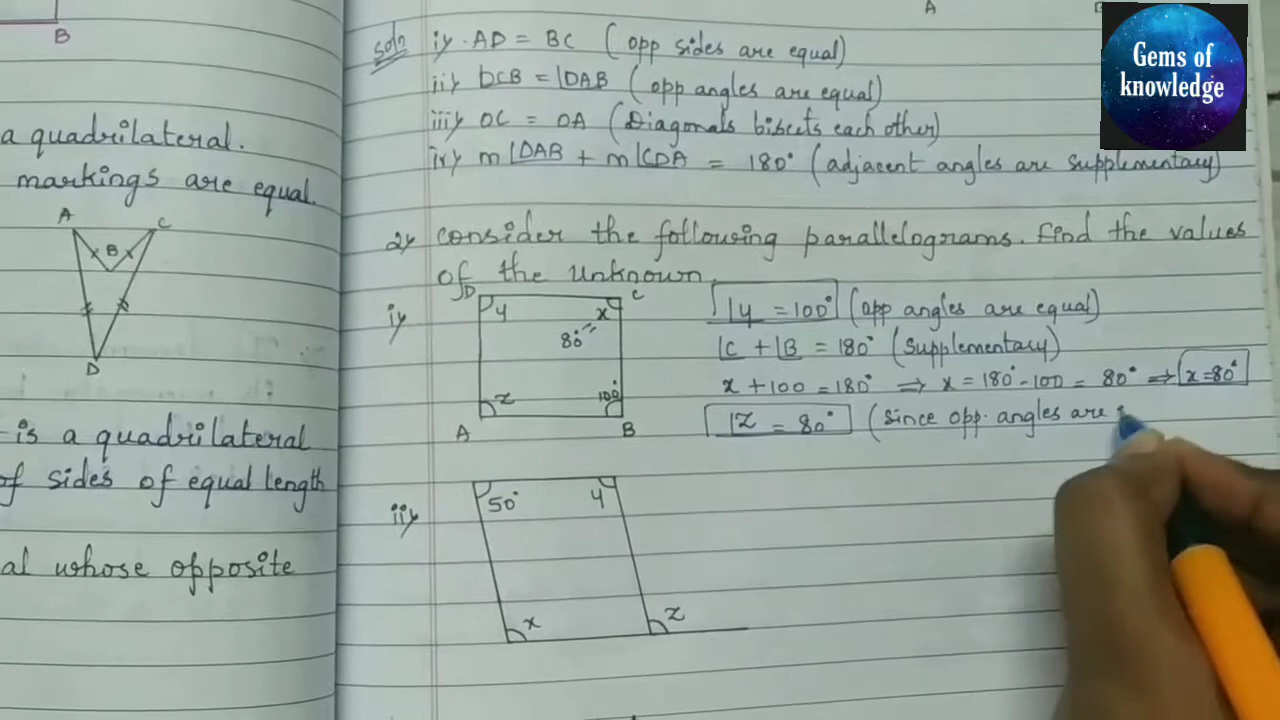 B
a quadrilateral.
markings are equal.
A
C
B
D
is a quadrilateral
of sides of equal length
al whose opposite
A
Soln i) AD = BC (opp sides are equal)
ii) DCB = ∠DAB (opp angles are equal)
iii) OC = OA (Diagonals bisects each other)
iv) m∠DAB + m∠CDA = 180° (adjacent angles are supplementary)
2) Consider the following parallelograms. Find the values
of the unknown.
i)
D
C
y
x
80°
z
100°
A
B
∠y = 100° (opp angles are equal)
∠C + ∠B = 180° (Supplementary)
x + 100 = 180° ⇒ x = 180° - 100 = 80° ⇒ x = 80°
∠z = 80° (since opp. angles are
ii)
50°
y
x
z
Gems of
knowledge